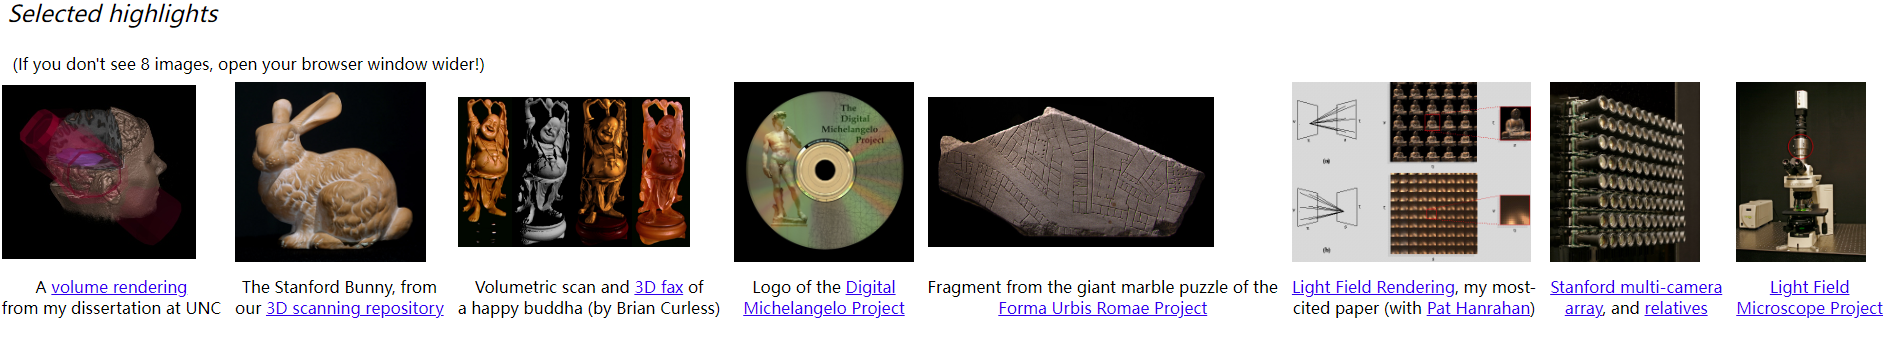 Selected highlights
(If you don't see 8 images, open your browser window wider!)
The
Digital
Michelangelo
Project
(a)
(b)
A volume rendering
from my dissertation at UNC
The Stanford Bunny, from
our 3D scanning repository
Volumetric scan and 3D fax of
a happy buddha (by Brian Curless)
Logo of the Digital
Michelangelo Project
Fragment from the giant marble puzzle of the
Forma Urbis Romae Project
Light Field Rendering, my most-
cited paper (with Pat Hanrahan)
Stanford multi-camera
array, and relatives
Light Field
Microscope Project